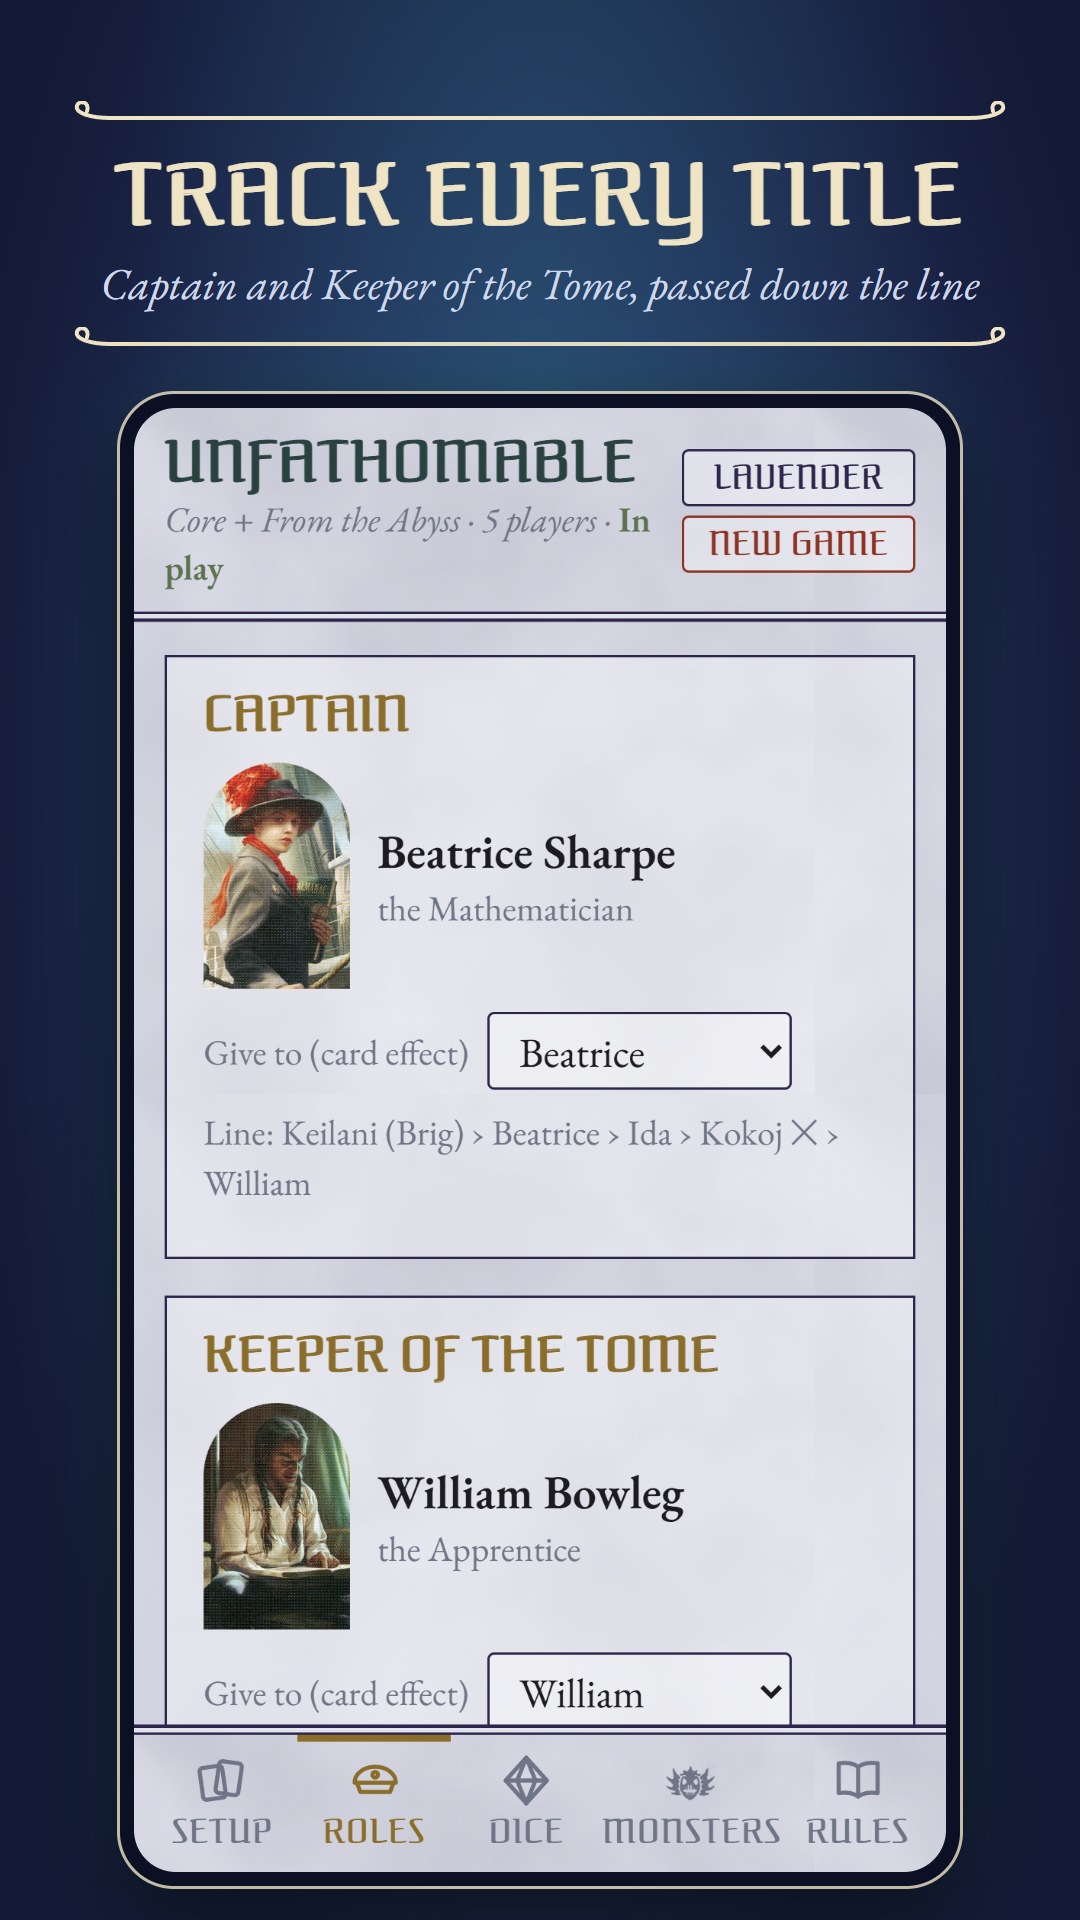 TRACK EVERY TITLE
Captain and Keeper of the Tome, passed down the line
UNFATHOMABLE
Core + From the Abyss · 5 players · In
play
LAVENDER
NEW GAME
CAPTAIN
Beatrice Sharpe
the Mathematician
Give to (card effect) Beatrice
Line: Keilani (Brig) › Beatrice › Ida › Kokoj ✕ ›
William
KEEPER OF THE TOME
William Bowleg
the Apprentice
Give to (card effect) William
SETUP ROLES DICE MONSTERS RULES